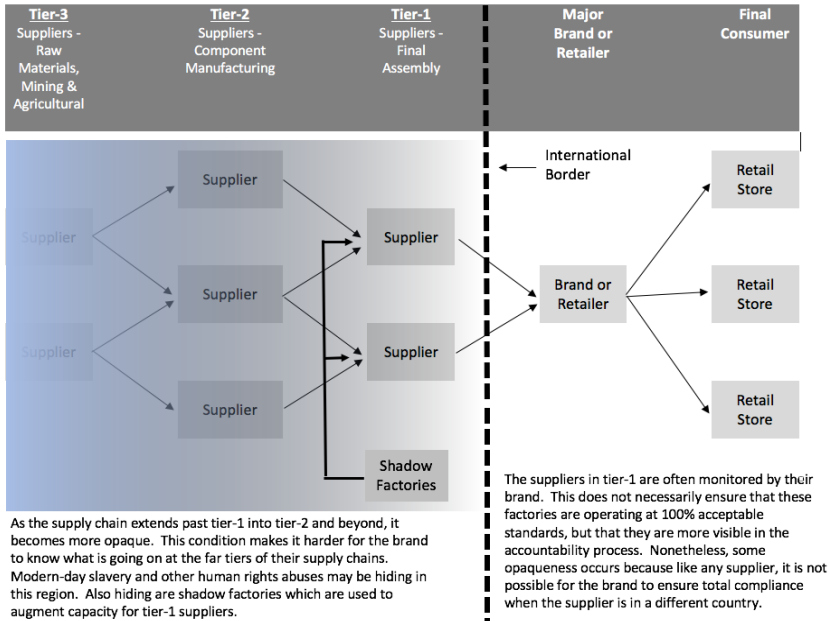 Tier-3
Suppliers -
Raw
Materials,
Mining &
Agricultural
Tier-2
Suppliers -
Component
Manufacturing
Tier-1
Suppliers -
Final
Assembly
Major
Brand or
Retailer
Final
Consumer
International
Border
Supplier
Supplier
Supplier
Supplier
Supplier
Supplier
Supplier
Shadow
Factories
Brand or
Retailer
Retail
Store
Retail
Store
Retail
Store
As the supply chain extends past tier-1 into tier-2 and beyond, it
becomes more opaque.  This condition makes it harder for the brand
to know what is going on at the far tiers of their supply chains.
Modern-day slavery and other human rights abuses may be hiding in
this region.  Also hiding are shadow factories which are used to
augment capacity for tier-1 suppliers.
The suppliers in tier-1 are often monitored by their
brand.  This does not necessarily ensure that these
factories are operating at 100% acceptable
standards, but that they are more visible in the
accountability process.  Nonetheless, some
opaqueness occurs because like any supplier, it is not
possible for the brand to ensure total compliance
when the supplier is in a different country.